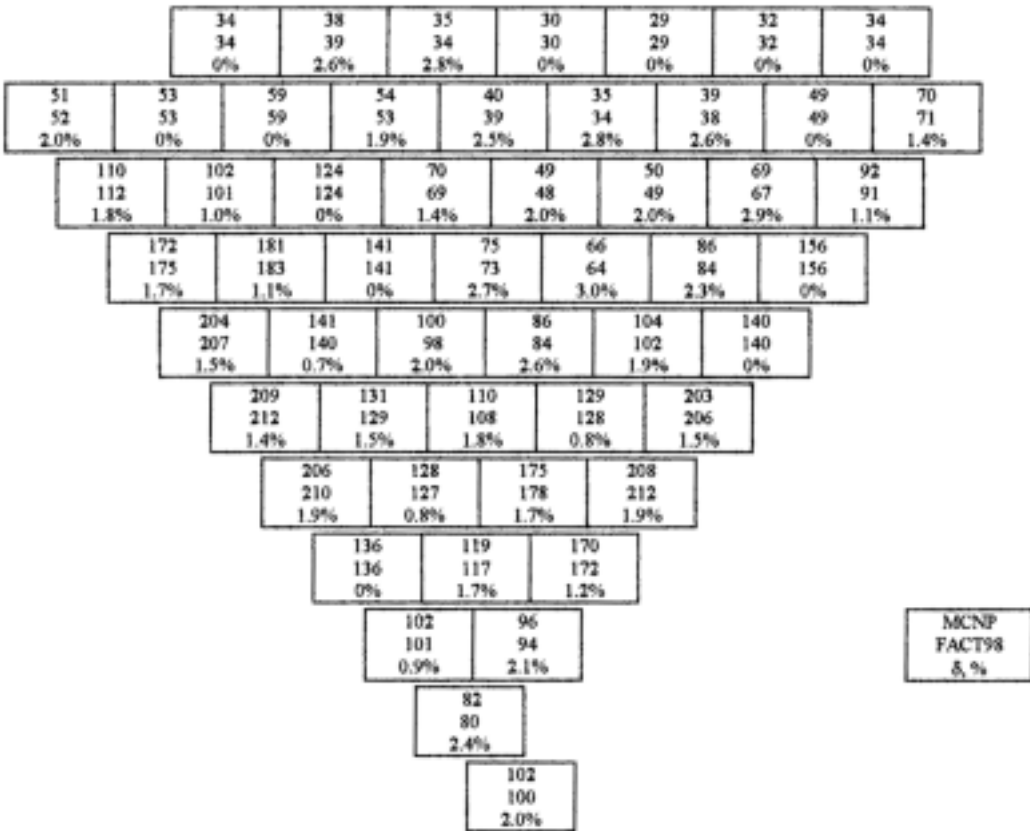 34 38 35 30 29 32 34
34 39 34 30 29 32 34
0% 2.6% 2.8% 0% 0% 0% 0%
51 53 59 54 40 35 39 49 70
52 53 59 53 39 34 38 49 71
2.0% 0% 0% 1.9% 2.5% 2.8% 2.6% 0% 1.4%
110 102 124 70 49 50 69 92
112 101 124 69 48 49 67 91
1.8% 1.0% 0% 1.4% 2.0% 2.0% 2.9% 1.1%
172 181 141 75 66 86 156
175 183 141 73 64 84 156
1.7% 1.1% 0% 2.7% 3.0% 2.3% 0%
204 141 100 86 104 140
207 140 98 84 102 140
1.5% 0.7% 2.0% 2.6% 1.9% 0%
209 131 110 129 203
212 129 108 128 206
1.4% 1.5% 1.8% 0.8% 1.5%
206 128 175 208
210 127 178 212
1.9% 0.8% 1.7% 1.9%
136 119 170
136 117 172
0% 1.7% 1.2%
102 96
101 94
0.9% 2.1%
MCNP
FACT98
δ, %
82
80
2.4%
102
100
2.0%